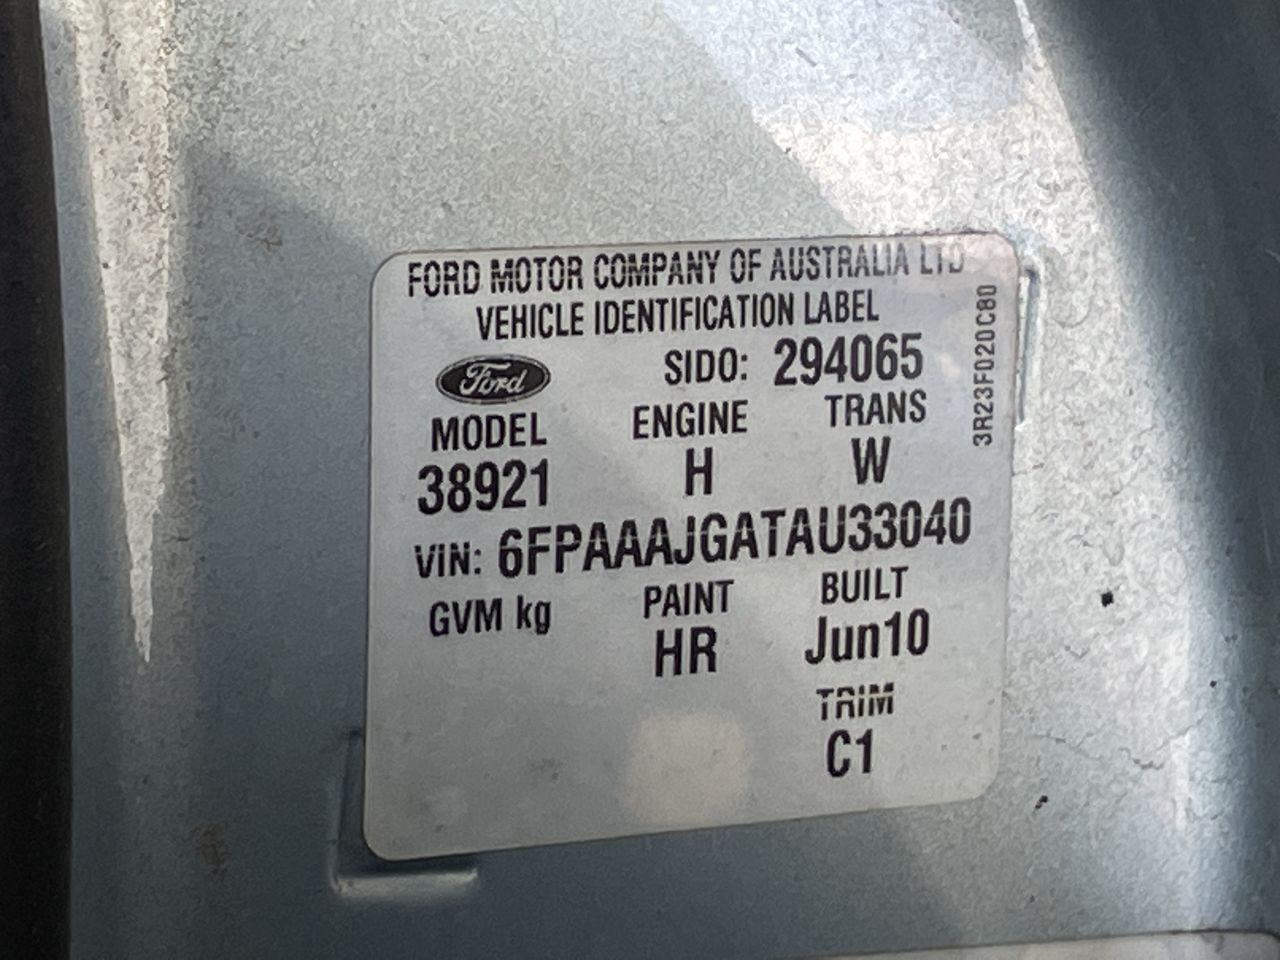 FORD MOTOR COMPANY OF AUSTRALIA LTD
VEHICLE IDENTIFICATION LABEL
Ford SIDO: 294065
MODEL ENGINE TRANS
38921 H W
VIN: 6FPAAAJGATAU33040
GVM kg PAINT BUILT
HR Jun10
TRIM
C1
3R23F020C80